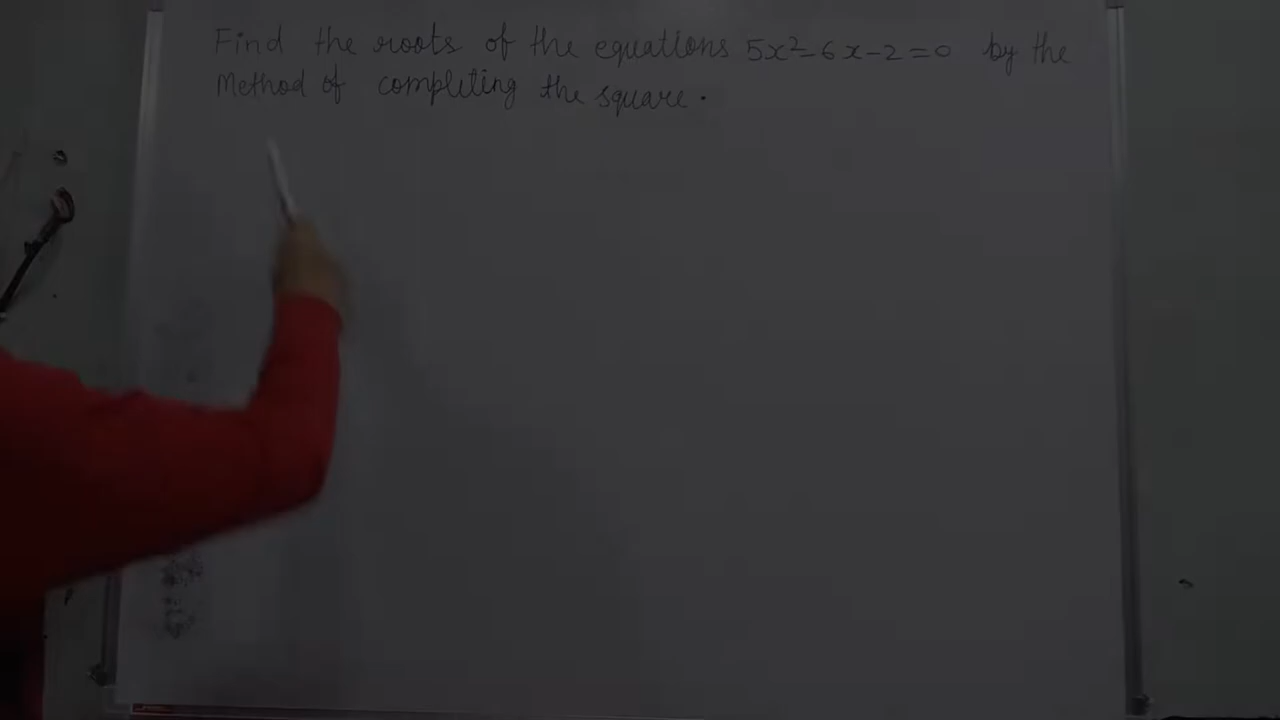 Find the roots of the equations 5x²-6x-2=0 by the
Method of completing the square.